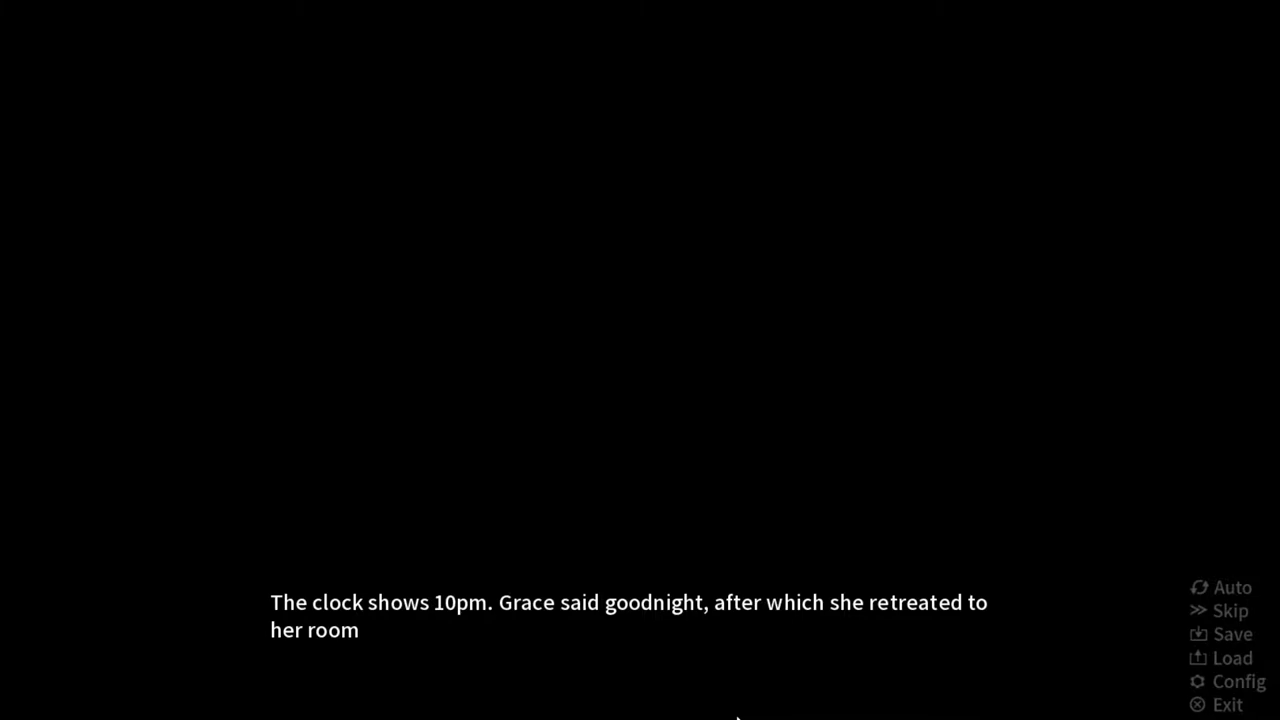 The clock shows 10pm. Grace said goodnight, after which she retreated to
her room
Auto
Skip
Save
Load
Config
Exit